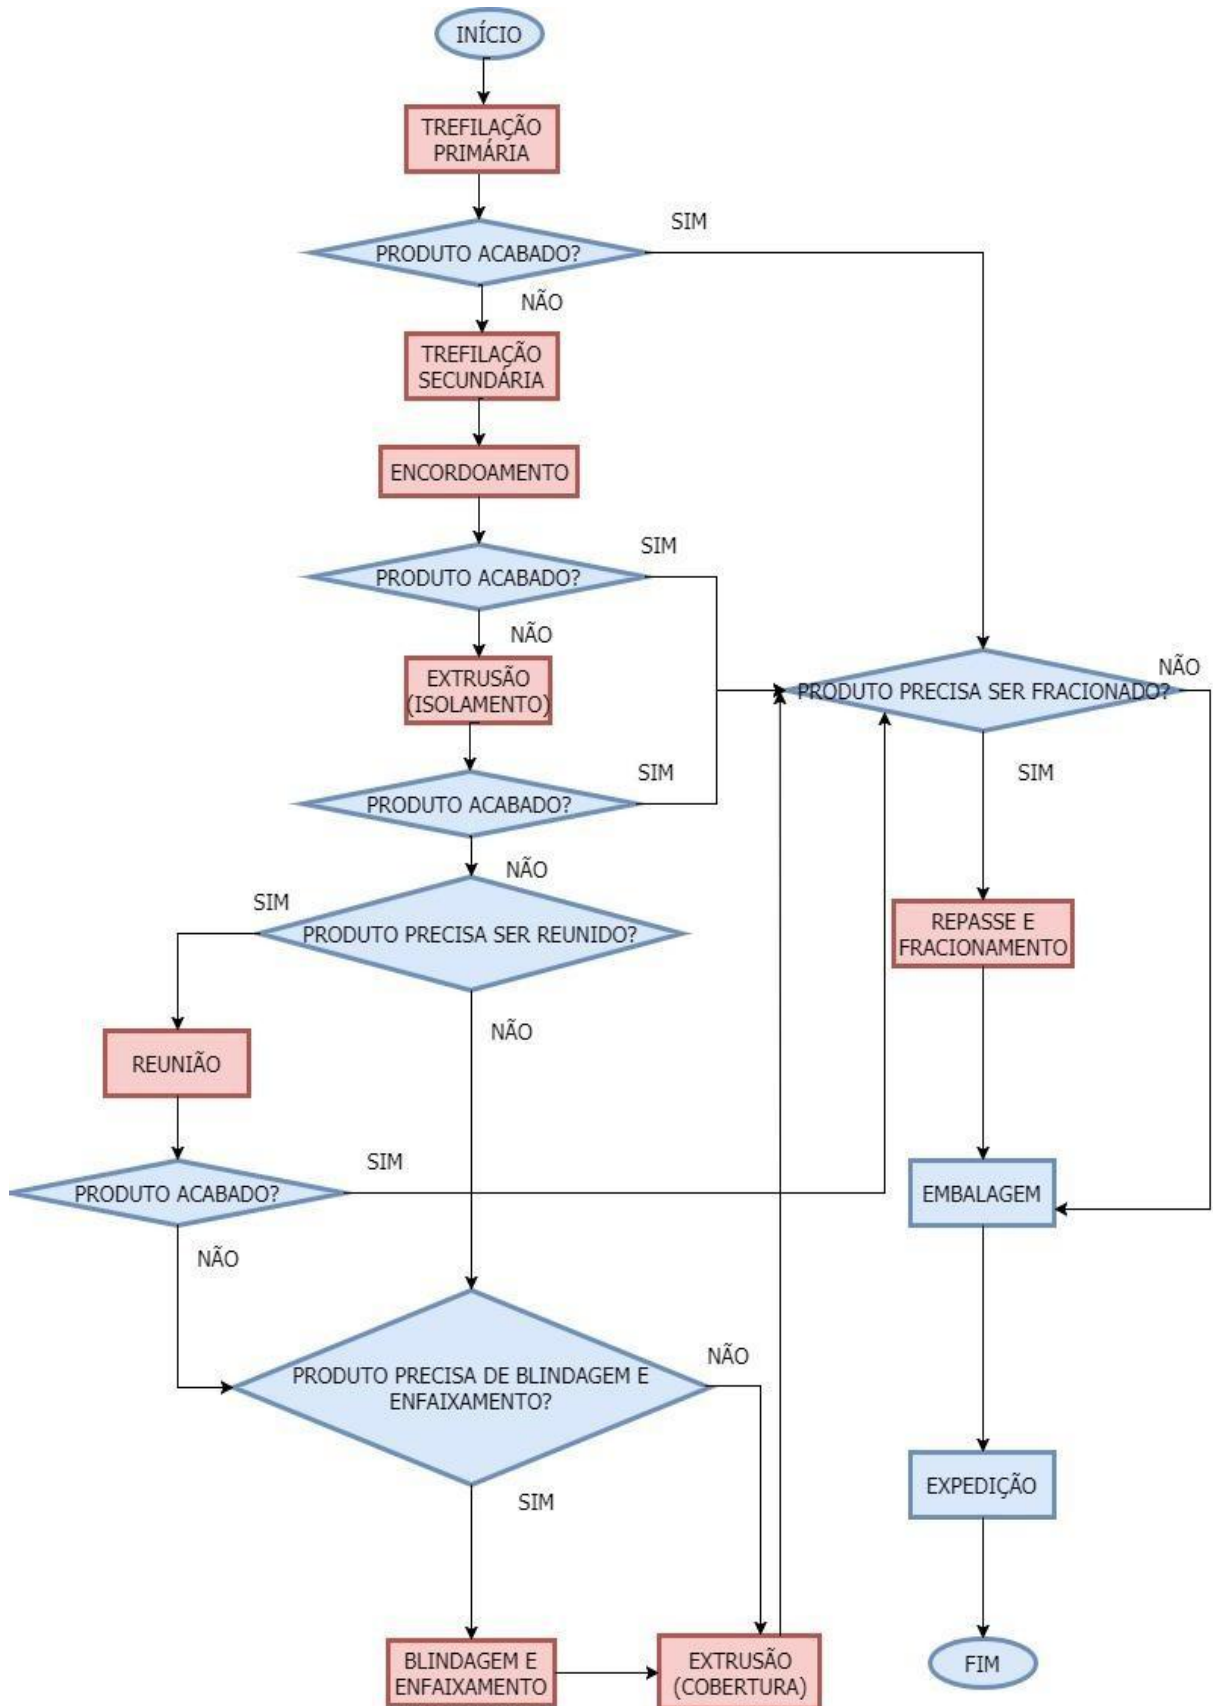 INÍCIO
TREFILAÇÃO
PRIMÁRIA
SIM
PRODUTO ACABADO?
NÃO
TREFILAÇÃO
SECUNDÁRIA
ENCORDOAMENTO
SIM
PRODUTO ACABADO?
NÃO
EXTRUSÃO
(ISOLAMENTO)
NÃO
PRODUTO PRECISA SER FRACIONADO?
SIM
SIM
PRODUTO ACABADO?
NÃO
SIM
PRODUTO PRECISA SER REUNIDO?
REPASSE E
FRACIONAMENTO
NÃO
REUNIÃO
SIM
PRODUTO ACABADO?
EMBALAGEM
NÃO
NÃO
PRODUTO PRECISA DE BLINDAGEM E
ENFAIXAMENTO?
SIM
EXPEDIÇÃO
BLINDAGEM E
ENFAIXAMENTO
EXTRUSÃO
(COBERTURA)
FIM